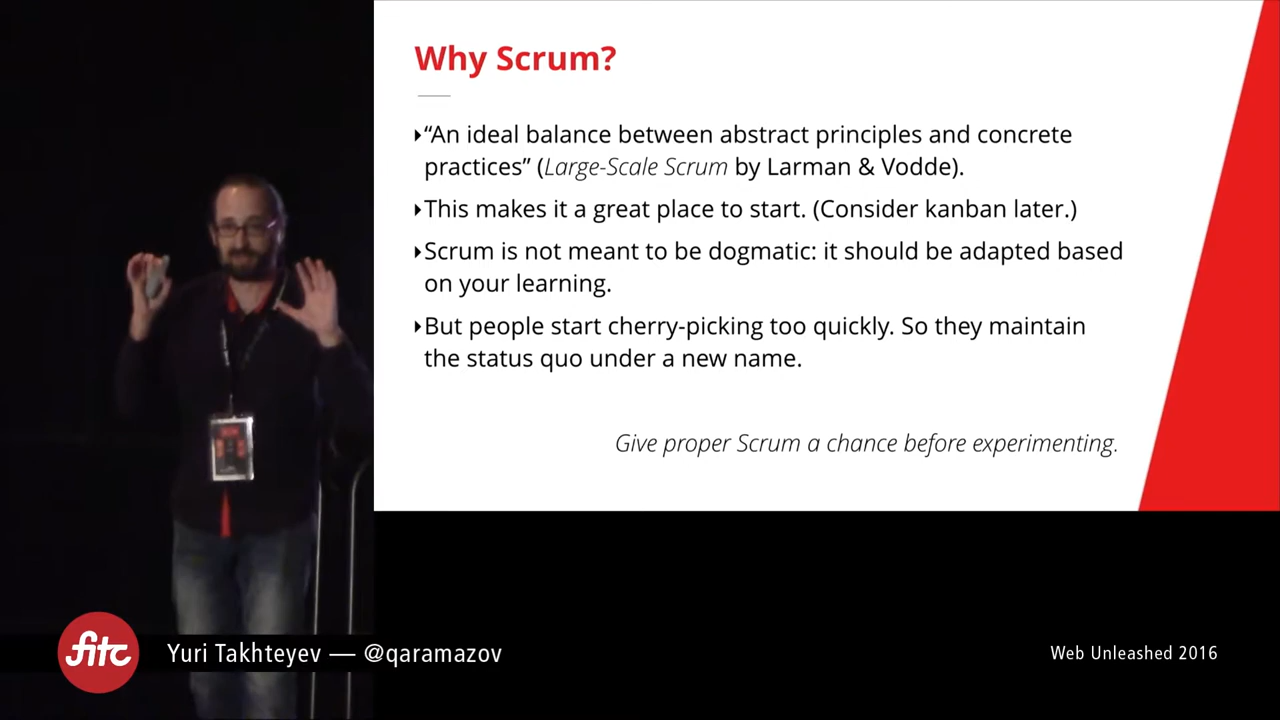 Why Scrum?
“An ideal balance between abstract principles and concrete
practices” (Large-Scale Scrum by Larman & Vodde).
This makes it a great place to start. (Consider kanban later.)
Scrum is not meant to be dogmatic: it should be adapted based
on your learning.
But people start cherry-picking too quickly. So they maintain
the status quo under a new name.
Give proper Scrum a chance before experimenting.
fitc
Yuri Takhteyev — @qaramazov
Web Unleashed 2016